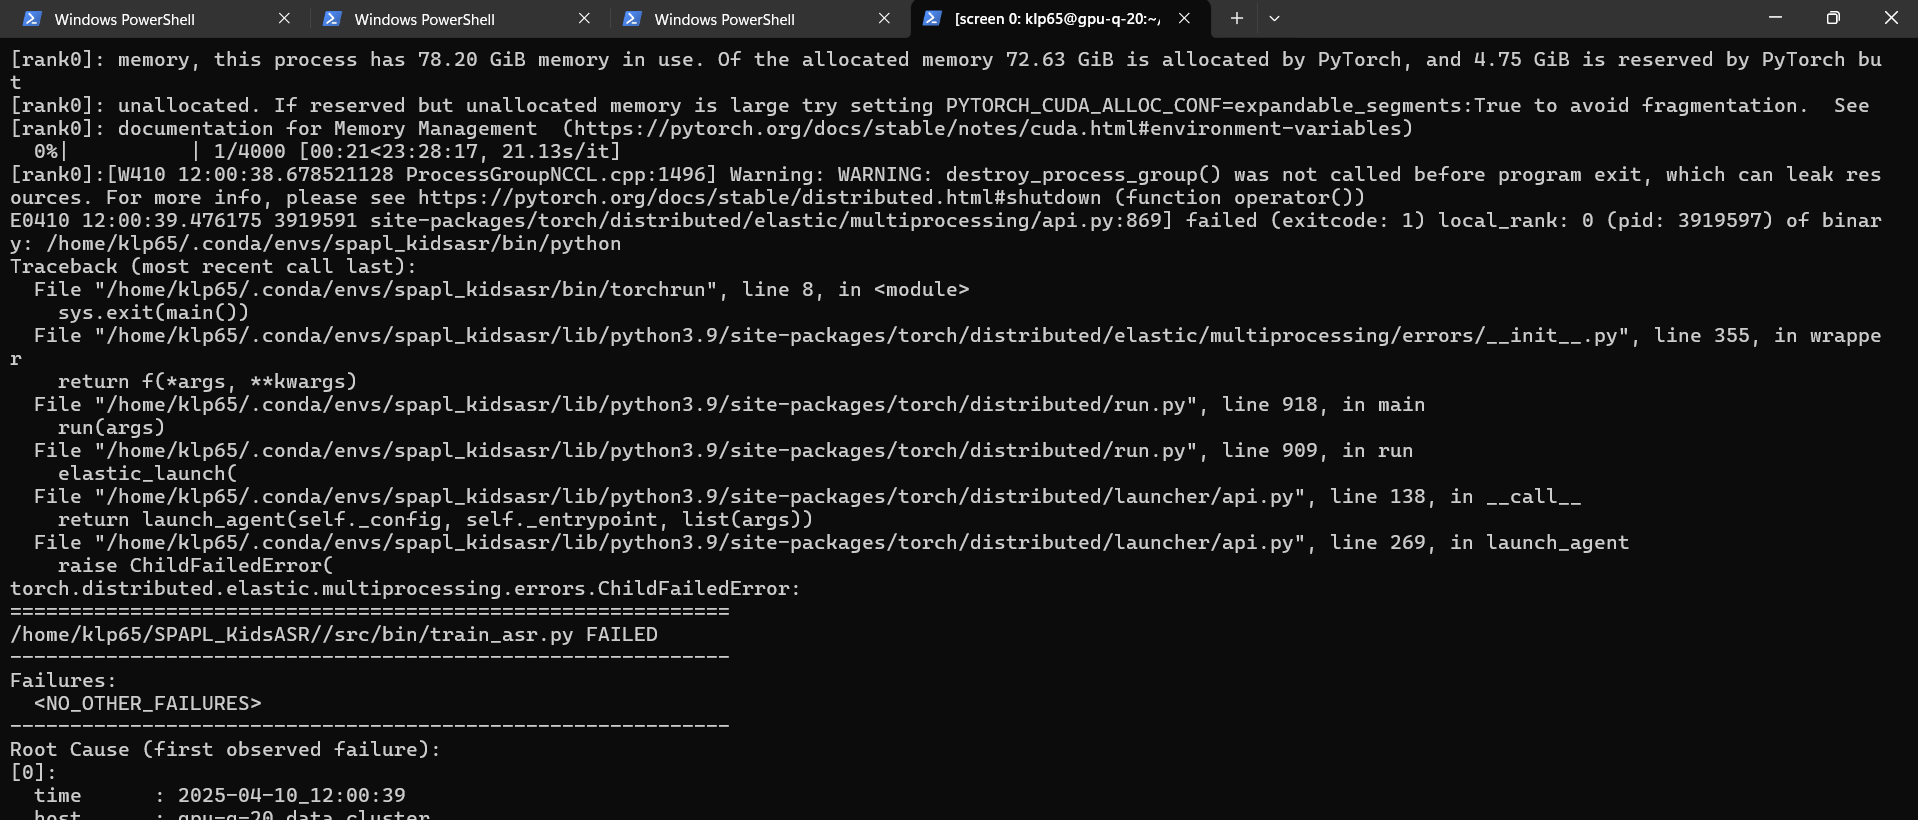 Windows PowerShell
Windows PowerShell
Windows PowerShell
[screen 0: klp65@gpu-q-20:~/
[rank0]: memory, this process has 78.20 GiB memory in use. Of the allocated memory 72.63 GiB is allocated by PyTorch, and 4.75 GiB is reserved by PyTorch bu
t
[rank0]: unallocated. If reserved but unallocated memory is large try setting PYTORCH_CUDA_ALLOC_CONF=expandable_segments:True to avoid fragmentation.  See
[rank0]: documentation for Memory Management  (https://pytorch.org/docs/stable/notes/cuda.html#environment-variables)
  0%|          | 1/4000 [00:21<23:28:17, 21.13s/it]
[rank0]:[W410 12:00:38.678521128 ProcessGroupNCCL.cpp:1496] Warning: WARNING: destroy_process_group() was not called before program exit, which can leak res
ources. For more info, please see https://pytorch.org/docs/stable/distributed.html#shutdown (function operator())
E0410 12:00:39.476175 3919591 site-packages/torch/distributed/elastic/multiprocessing/api.py:869] failed (exitcode: 1) local_rank: 0 (pid: 3919597) of binar
y: /home/klp65/.conda/envs/spapl_kidsasr/bin/python
Traceback (most recent call last):
  File "/home/klp65/.conda/envs/spapl_kidsasr/bin/torchrun", line 8, in <module>
    sys.exit(main())
  File "/home/klp65/.conda/envs/spapl_kidsasr/lib/python3.9/site-packages/torch/distributed/elastic/multiprocessing/errors/__init__.py", line 355, in wrappe
r
    return f(*args, **kwargs)
  File "/home/klp65/.conda/envs/spapl_kidsasr/lib/python3.9/site-packages/torch/distributed/run.py", line 918, in main
    run(args)
  File "/home/klp65/.conda/envs/spapl_kidsasr/lib/python3.9/site-packages/torch/distributed/run.py", line 909, in run
    elastic_launch(
  File "/home/klp65/.conda/envs/spapl_kidsasr/lib/python3.9/site-packages/torch/distributed/launcher/api.py", line 138, in __call__
    return launch_agent(self._config, self._entrypoint, list(args))
  File "/home/klp65/.conda/envs/spapl_kidsasr/lib/python3.9/site-packages/torch/distributed/launcher/api.py", line 269, in launch_agent
    raise ChildFailedError(
torch.distributed.elastic.multiprocessing.errors.ChildFailedError:
============================================================
/home/klp65/SPAPL_KidsASR//src/bin/train_asr.py FAILED
------------------------------------------------------------
Failures:
  <NO_OTHER_FAILURES>
------------------------------------------------------------
Root Cause (first observed failure):
[0]:
  time      : 2025-04-10_12:00:39
  host      : gpu-q-20.data.cluster